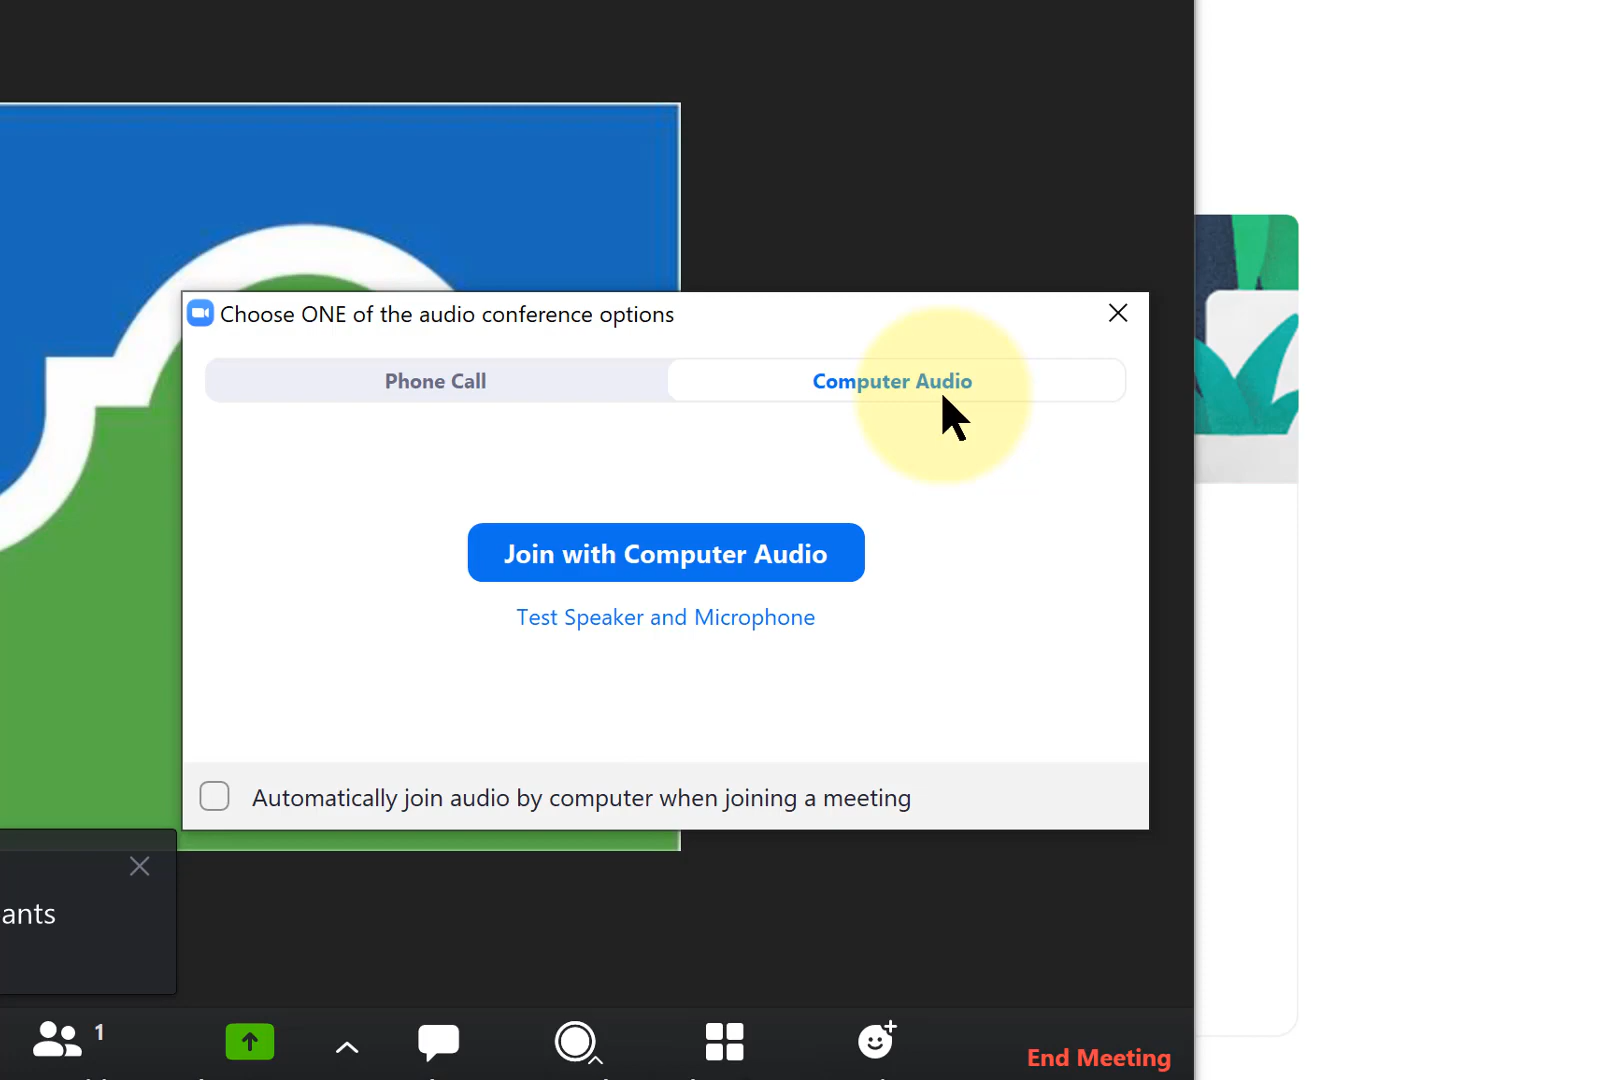 Choose ONE of the audio conference options
Phone Call
Computer Audio
Join with Computer Audio
Test Speaker and Microphone
Automatically join audio by computer when joining a meeting
ants
1
End Meeting